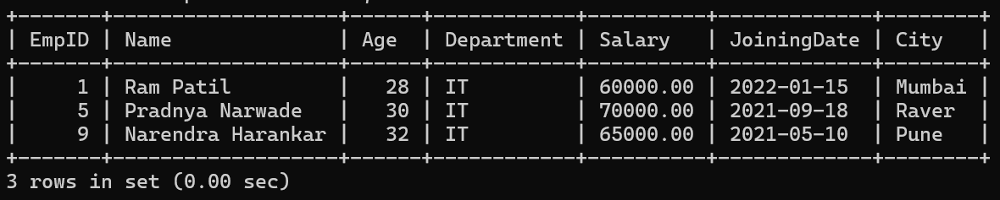 +-------+-------------------+------+------------+----------+-------------+--------+
| EmpID | Name              | Age  | Department | Salary   | JoiningDate | City   |
+-------+-------------------+------+------------+----------+-------------+--------+
|     1 | Ram Patil         |   28 | IT         | 60000.00 | 2022-01-15  | Mumbai |
|     5 | Pradnya Narwade   |   30 | IT         | 70000.00 | 2021-09-18  | Raver  |
|     9 | Narendra Harankar |   32 | IT         | 65000.00 | 2021-05-10  | Pune   |
+-------+-------------------+------+------------+----------+-------------+--------+
3 rows in set (0.00 sec)